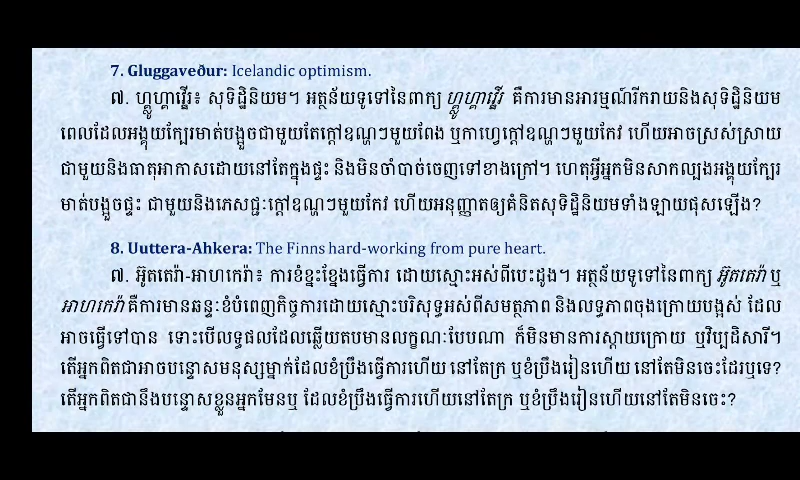 7. Gluggaveður: Icelandic optimism.
៧. ហ្គ្លូហ្គាវ៉ើឌួរ៖ សុទិដ្ឋិនិយម។ អត្ថន័យទូទៅនៃពាក្យ ហ្គ្លូហ្គាវ៉ើឌួរ គឺការមានអារម្មណ៍រីករាយនិងសុទិដ្ឋិនិយម
ពេលដែលអង្គុយក្បែរមាត់បង្អួចជាមួយតែក្តៅឧណ្ហៗមួយពែង ឬកាហ្វេក្តៅឧណ្ហៗមួយកែវ ហើយអាចស្រស់ស្រាយ
ជាមួយនិងធាតុអាកាសដោយនៅតែក្នុងផ្ទះ និងមិនចាំបាច់ចេញទៅខាងក្រៅ។ ហេតុអ្វីអ្នកមិនសាកល្បងអង្គុយក្បែរ
មាត់បង្អួចផ្ទះ ជាមួយនិងភេសជ្ជៈក្តៅឧណ្ហៗមួយកែវ ហើយអនុញ្ញាតឲ្យគំនិតសុទិដ្ឋិនិយមទាំងឡាយផុសឡើង?
8. Uuttera-Ahkera: The Finns hard-working from pure heart.
៧. អ៊ូតតេរ៉ា-អាហកេរ៉ា៖ ការខំខ្នះខ្នែងធ្វើការ ដោយស្មោះអស់ពីបេះដូង។ អត្ថន័យទូទៅនៃពាក្យ អ៊ូតតេរ៉ា ឬ
អាហកេរ៉ា គឺការមានឆន្ទៈខំបំពេញកិច្ចការដោយស្មោះបរិសុទ្ធអស់ពីសមត្ថភាព និងលទ្ធភាពចុងក្រោយបង្អស់ ដែល
អាចធ្វើទៅបាន ទោះបើលទ្ធផលដែលឆ្លើយតបមានលក្ខណៈបែបណា ក៏មិនមានការស្តាយក្រោយ ឬវិប្បដិសារី។
តើអ្នកពិតជាអាចបន្ទោសមនុស្សម្នាក់ដែលខំប្រឹងធ្វើការហើយ នៅតែក្រ ឬខំប្រឹងរៀនហើយ នៅតែមិនចេះដែរឬទេ?
តើអ្នកពិតជានឹងបន្ទោសខ្លួនអ្នកមែនឬ ដែលខំប្រឹងធ្វើការហើយនៅតែក្រ ឬខំប្រឹងរៀនហើយនៅតែមិនចេះ?